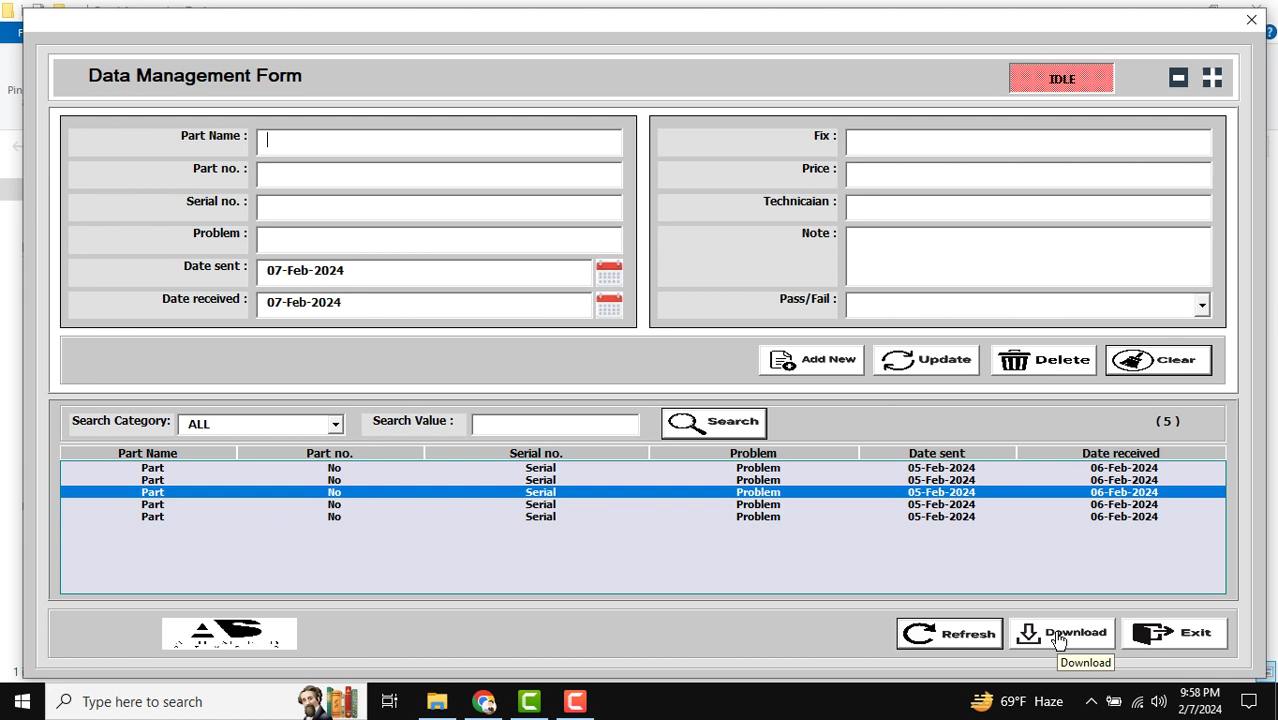 Data Management Form
IDLE
Part Name :
Part no. :
Serial no. :
Problem :
Date sent : 07-Feb-2024
Date received : 07-Feb-2024
Fix :
Price :
Technicaian :
Note :
Pass/Fail :
Add New Update Delete Clear
Search Category: ALL Search Value : Search ( 5 )
Part Name Part no. Serial no. Problem Date sent Date received
Part No Serial Problem 05-Feb-2024 06-Feb-2024
Part No Serial Problem 05-Feb-2024 06-Feb-2024
Part No Serial Problem 05-Feb-2024 06-Feb-2024
Part No Serial Problem 05-Feb-2024 06-Feb-2024
Part No Serial Problem 05-Feb-2024 06-Feb-2024
Refresh Download Exit
Download
Type here to search
69°F Haze
9:58 PM
2/7/2024